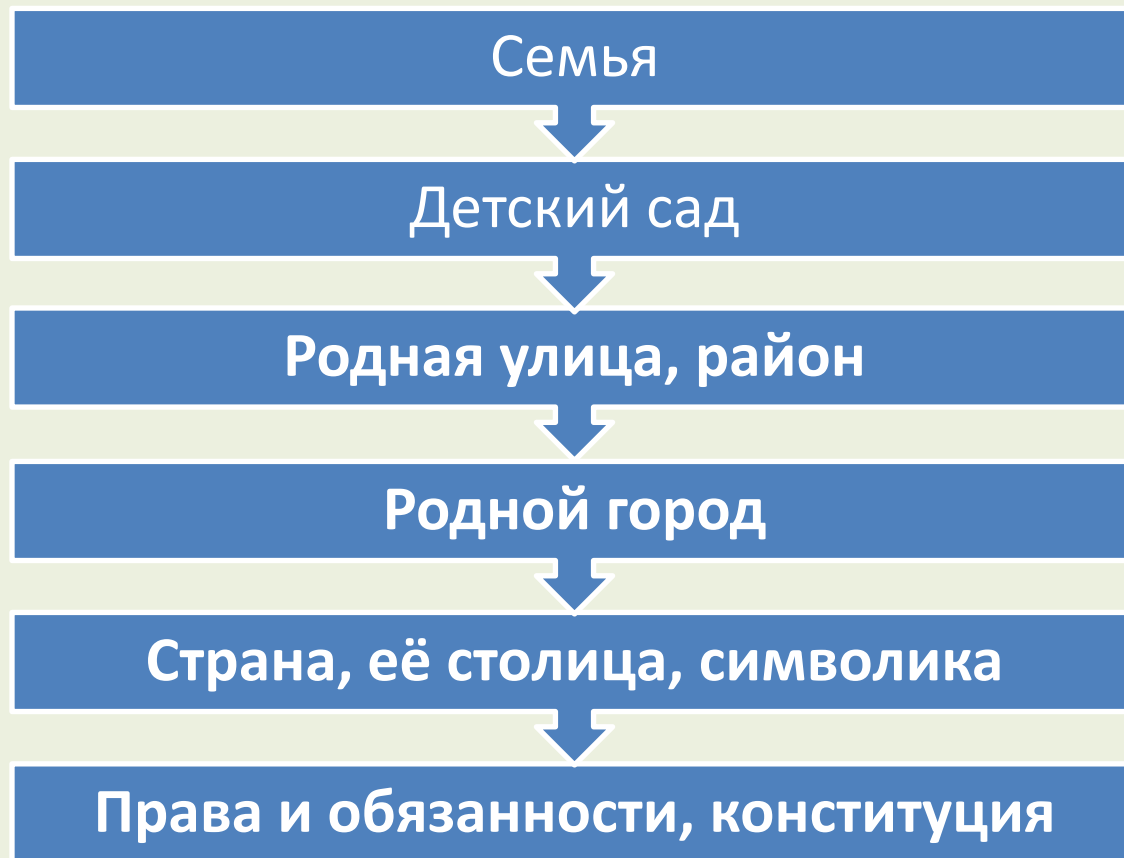 Семья
Детский сад
Родная улица, район
Родной город
Страна, её столица, символика
Права и обязанности, конституция